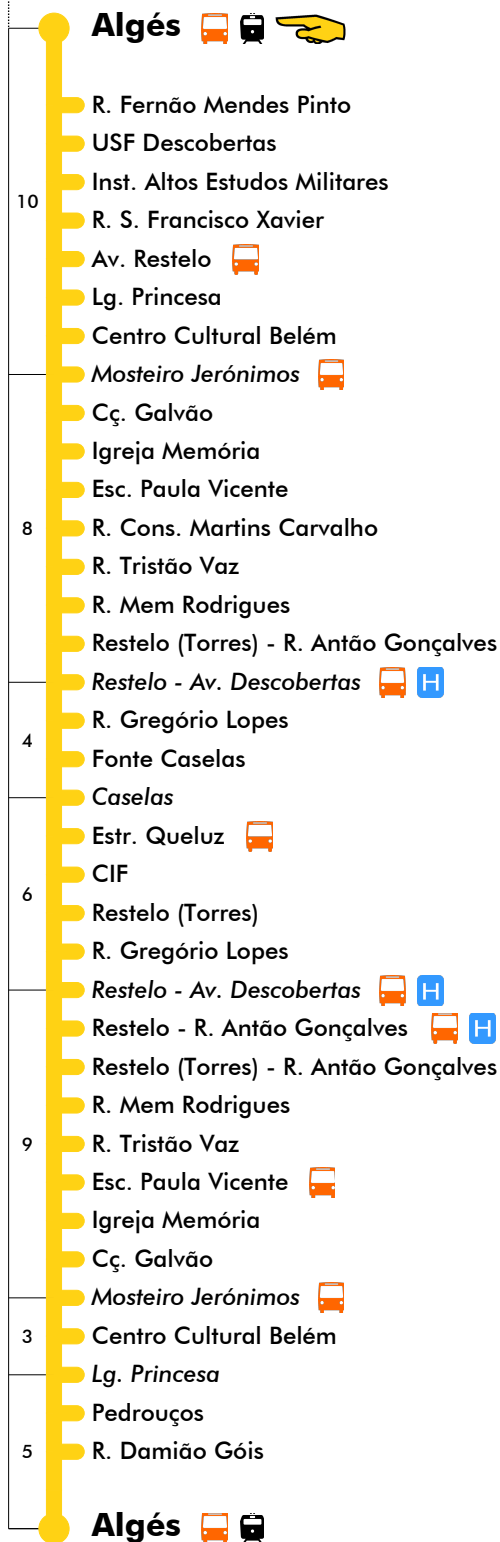 Algés
R. Fernão Mendes Pinto
USF Descobertas
Inst. Altos Estudos Militares
10
R. S. Francisco Xavier
Av. Restelo
Lg. Princesa
Centro Cultural Belém
Mosteiro Jerónimos
Cç. Galvão
Igreja Memória
Esc. Paula Vicente
8
R. Cons. Martins Carvalho
R. Tristão Vaz
R. Mem Rodrigues
Restelo (Torres) - R. Antão Gonçalves
Restelo - Av. Descobertas H
R. Gregório Lopes
4
Fonte Caselas
Caselas
Estr. Queluz
CIF
6
Restelo (Torres)
R. Gregório Lopes
Restelo - Av. Descobertas H
Restelo - R. Antão Gonçalves H
Restelo (Torres) - R. Antão Gonçalves
R. Mem Rodrigues
9
R. Tristão Vaz
Esc. Paula Vicente
Igreja Memória
Cç. Galvão
Mosteiro Jerónimos
3
Centro Cultural Belém
Lg. Princesa
Pedrouços
5
R. Damião Góis
Algés